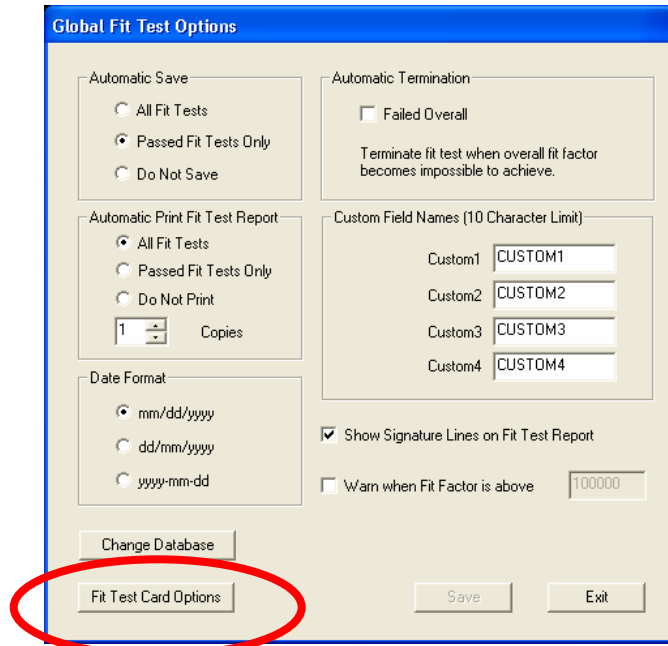 Global Fit Test Options
Automatic Save
All Fit Tests
Passed Fit Tests Only
Do Not Save
Automatic Termination
Failed Overall
Terminate fit test when overall fit factor
becomes impossible to achieve.
Automatic Print Fit Test Report
All Fit Tests
Passed Fit Tests Only
Do Not Print
1 Copies
Custom Field Names (10 Character Limit)
Custom1 CUSTOM1
Custom2 CUSTOM2
Custom3 CUSTOM3
Custom4 CUSTOM4
Date Format
mm/dd/yyyy
dd/mm/yyyy
yyyy-mm-dd
Show Signature Lines on Fit Test Report
Warn when Fit Factor is above 100000
Change Database
Fit Test Card Options
Save
Exit